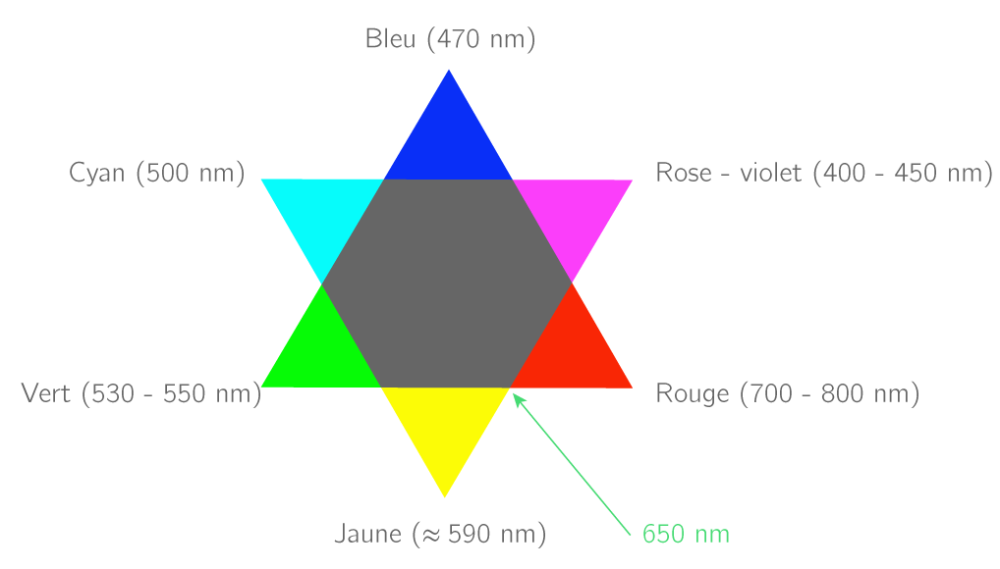 Bleu (470 nm)
Cyan (500 nm)
Rose - violet (400 - 450 nm)
Vert (530 - 550 nm)
Rouge (700 - 800 nm)
Jaune (≈ 590 nm)
650 nm